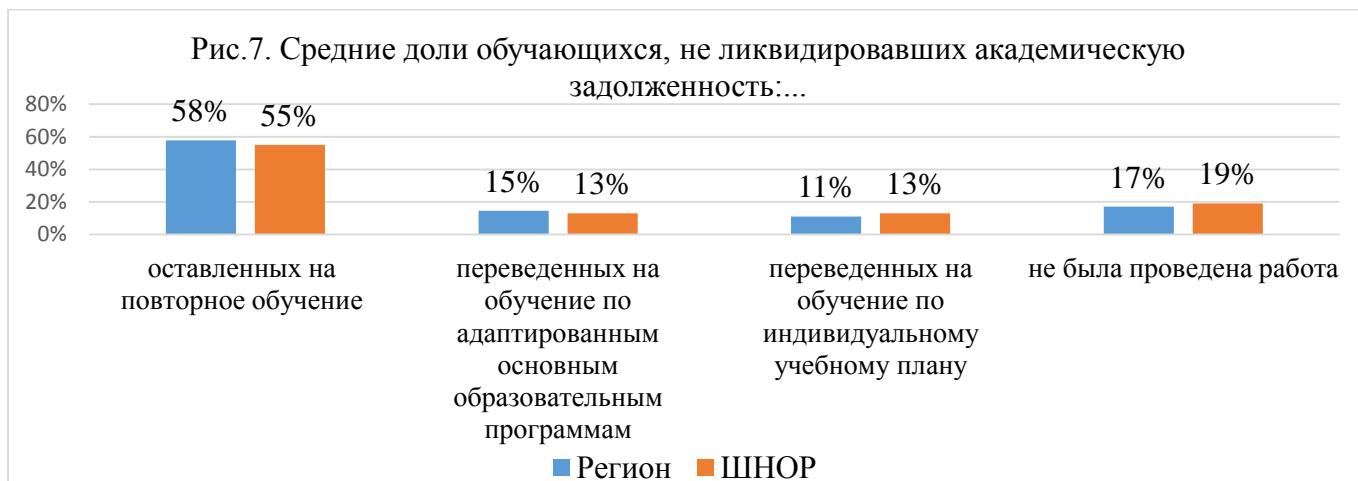 Рис.7. Средние доли обучающихся, не ликвидировавших академическую
задолженность:...
80%
60%
40%
20%
0%
58%
55%
15%
13%
11%
13%
17%
19%
оставленных на
повторное обучение
переведенных на
обучение по
адаптированным
основным
образовательным
программам
переведенных на
обучение по
индивидуальному
учебному плану
не была проведена работа
Регион
ШНОР